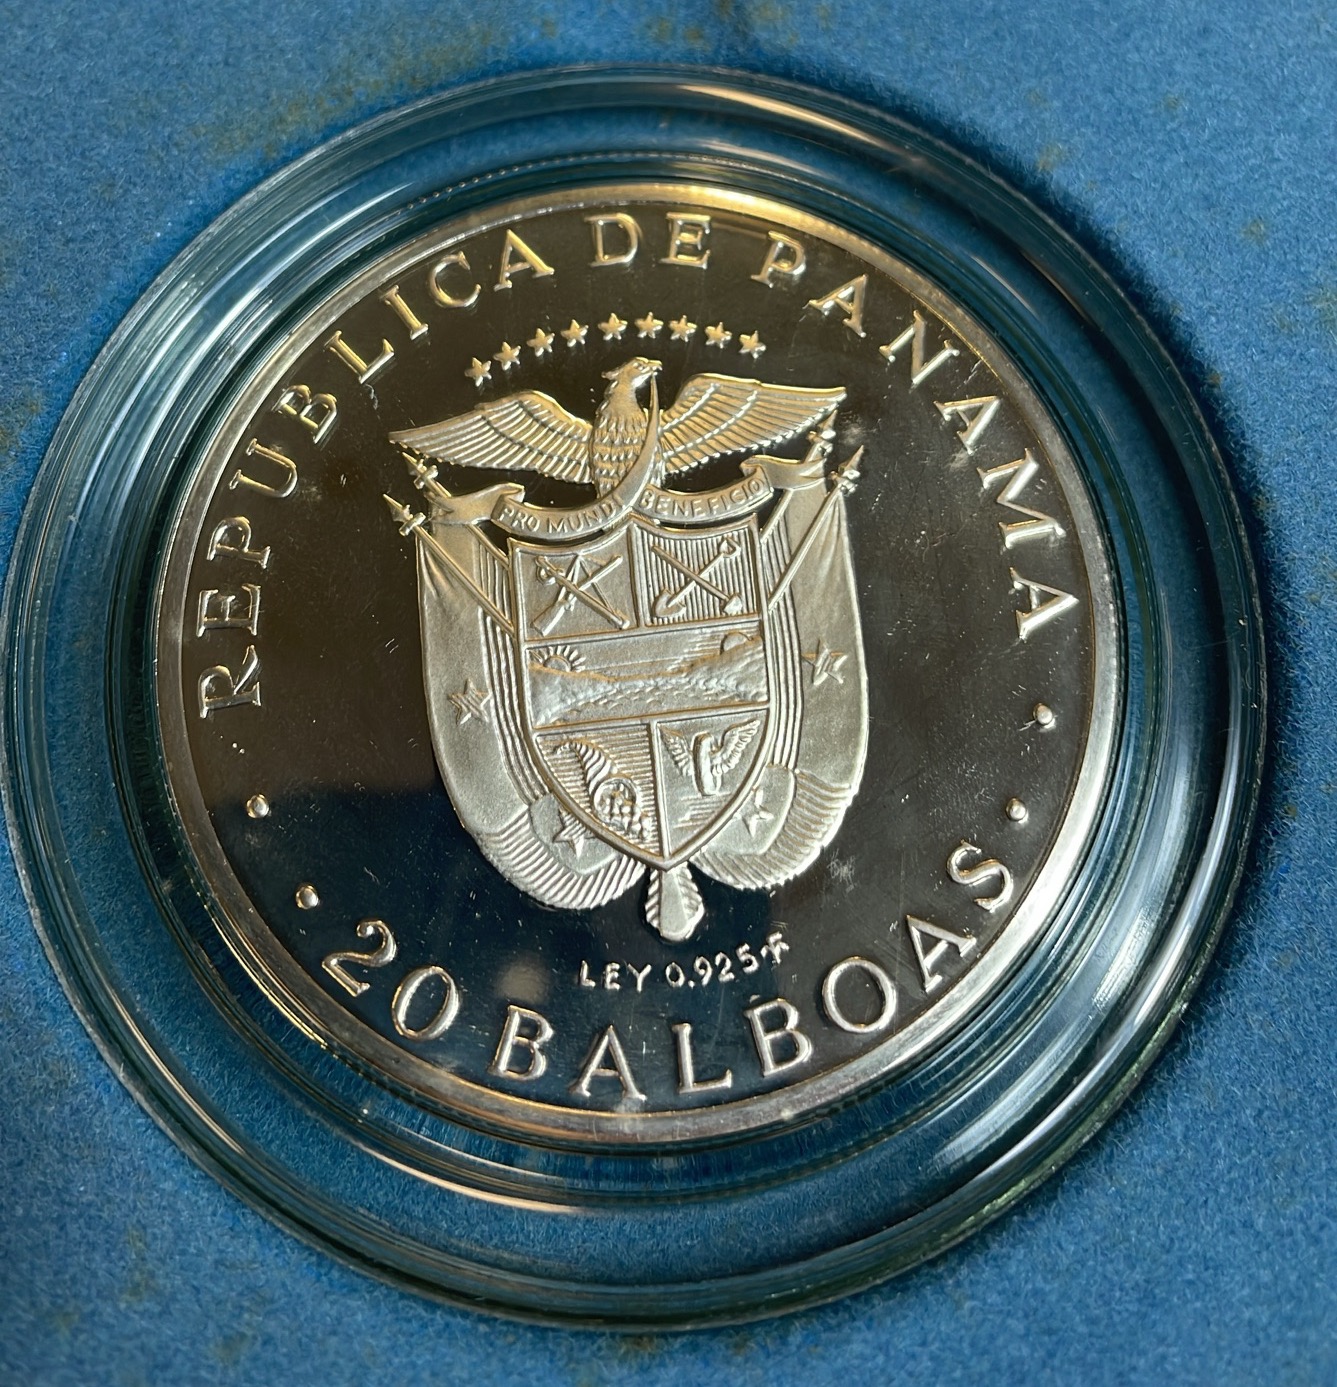 REPUBLICA DE PANAMA
PRO MUNDI BENEFICIO
LEY 0.925
20 BALBOAS